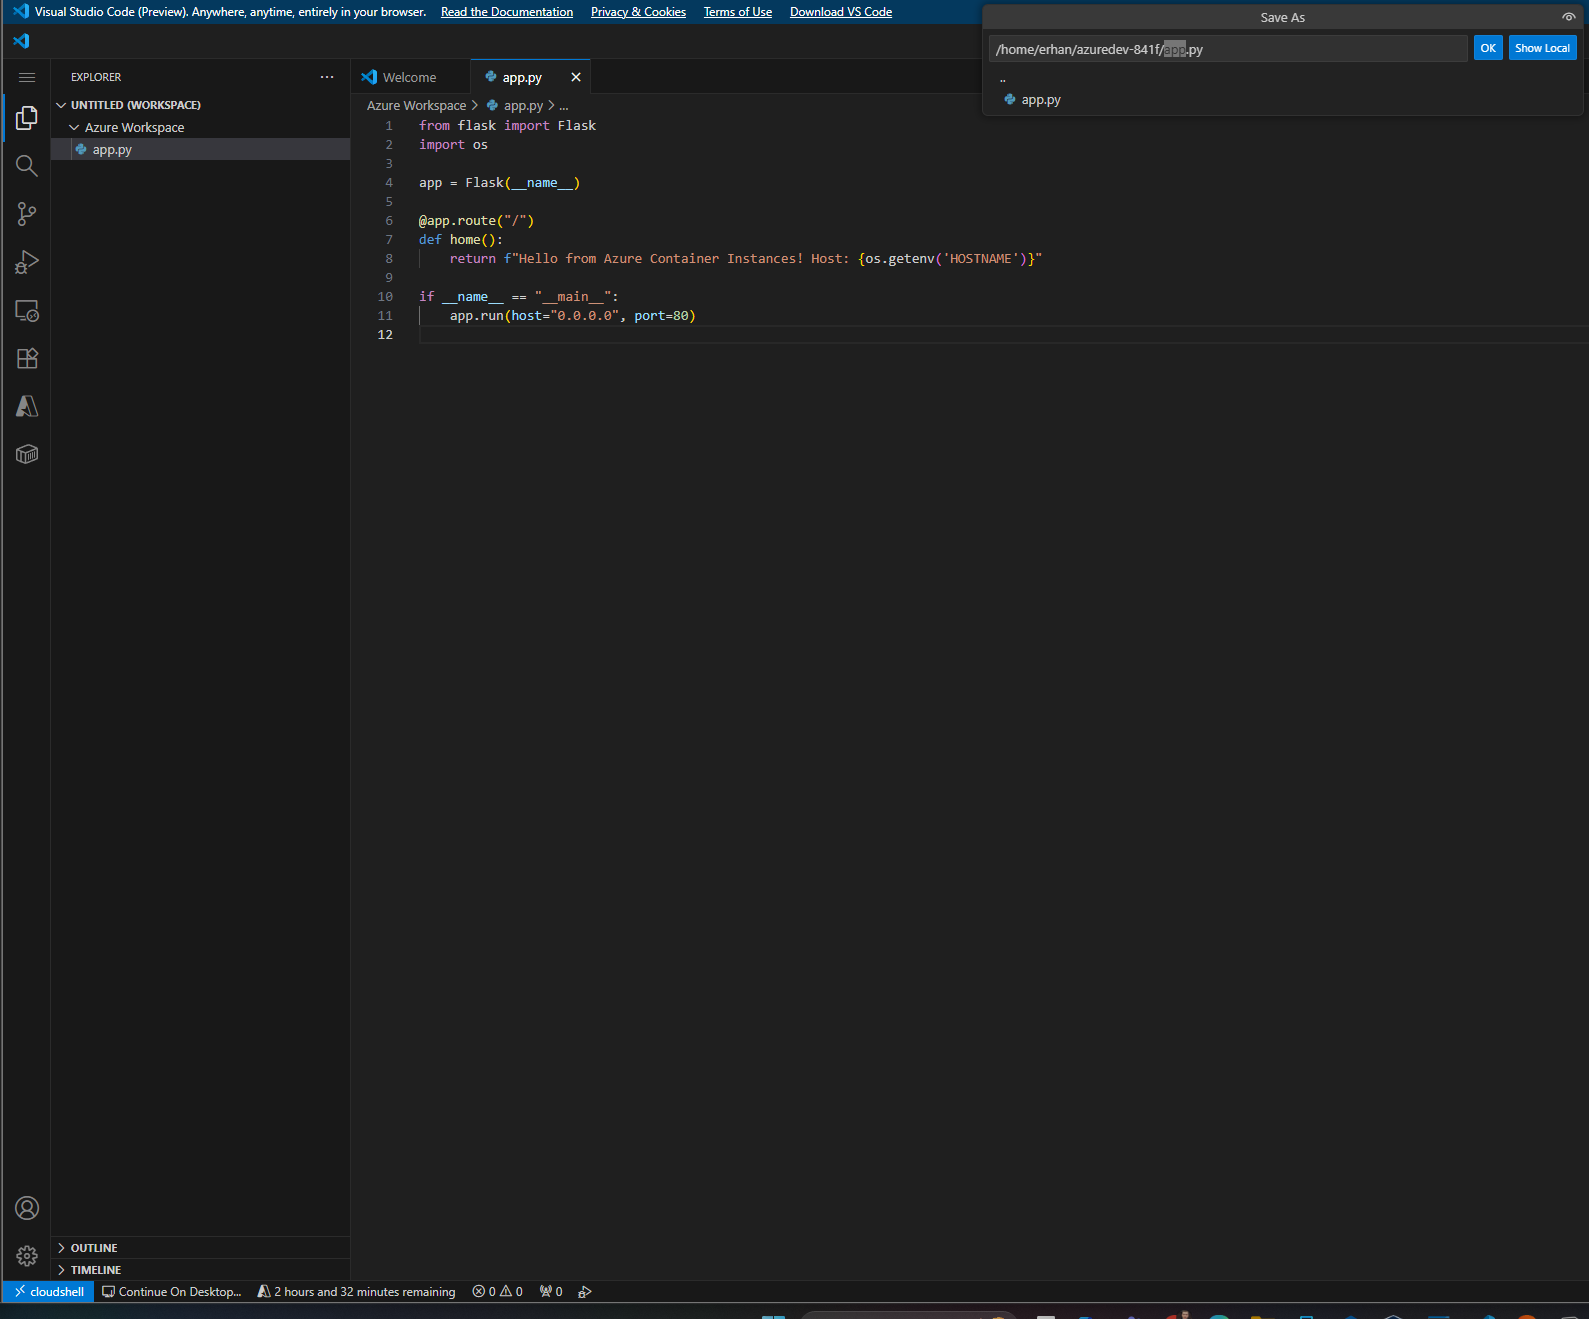 Visual Studio Code (Preview). Anywhere, anytime, entirely in your browser. Read the Documentation Privacy & Cookies Terms of Use Download VS Code
Save As
/home/erhan/azuredev-841f/app.py OK Show Local
..
app.py
EXPLORER
UNTITLED (WORKSPACE)
Azure Workspace
app.py
Welcome app.py
Azure Workspace > app.py > ...
1 from flask import Flask
2 import os
3
4 app = Flask(__name__)
5
6 @app.route("/")
7 def home():
8 return f"Hello from Azure Container Instances! Host: {os.getenv('HOSTNAME')}"
9
10 if __name__ == "__main__":
11 app.run(host="0.0.0.0", port=80)
12
OUTLINE
TIMELINE
cloudshell Continue On Desktop... 2 hours and 32 minutes remaining 0 0 0